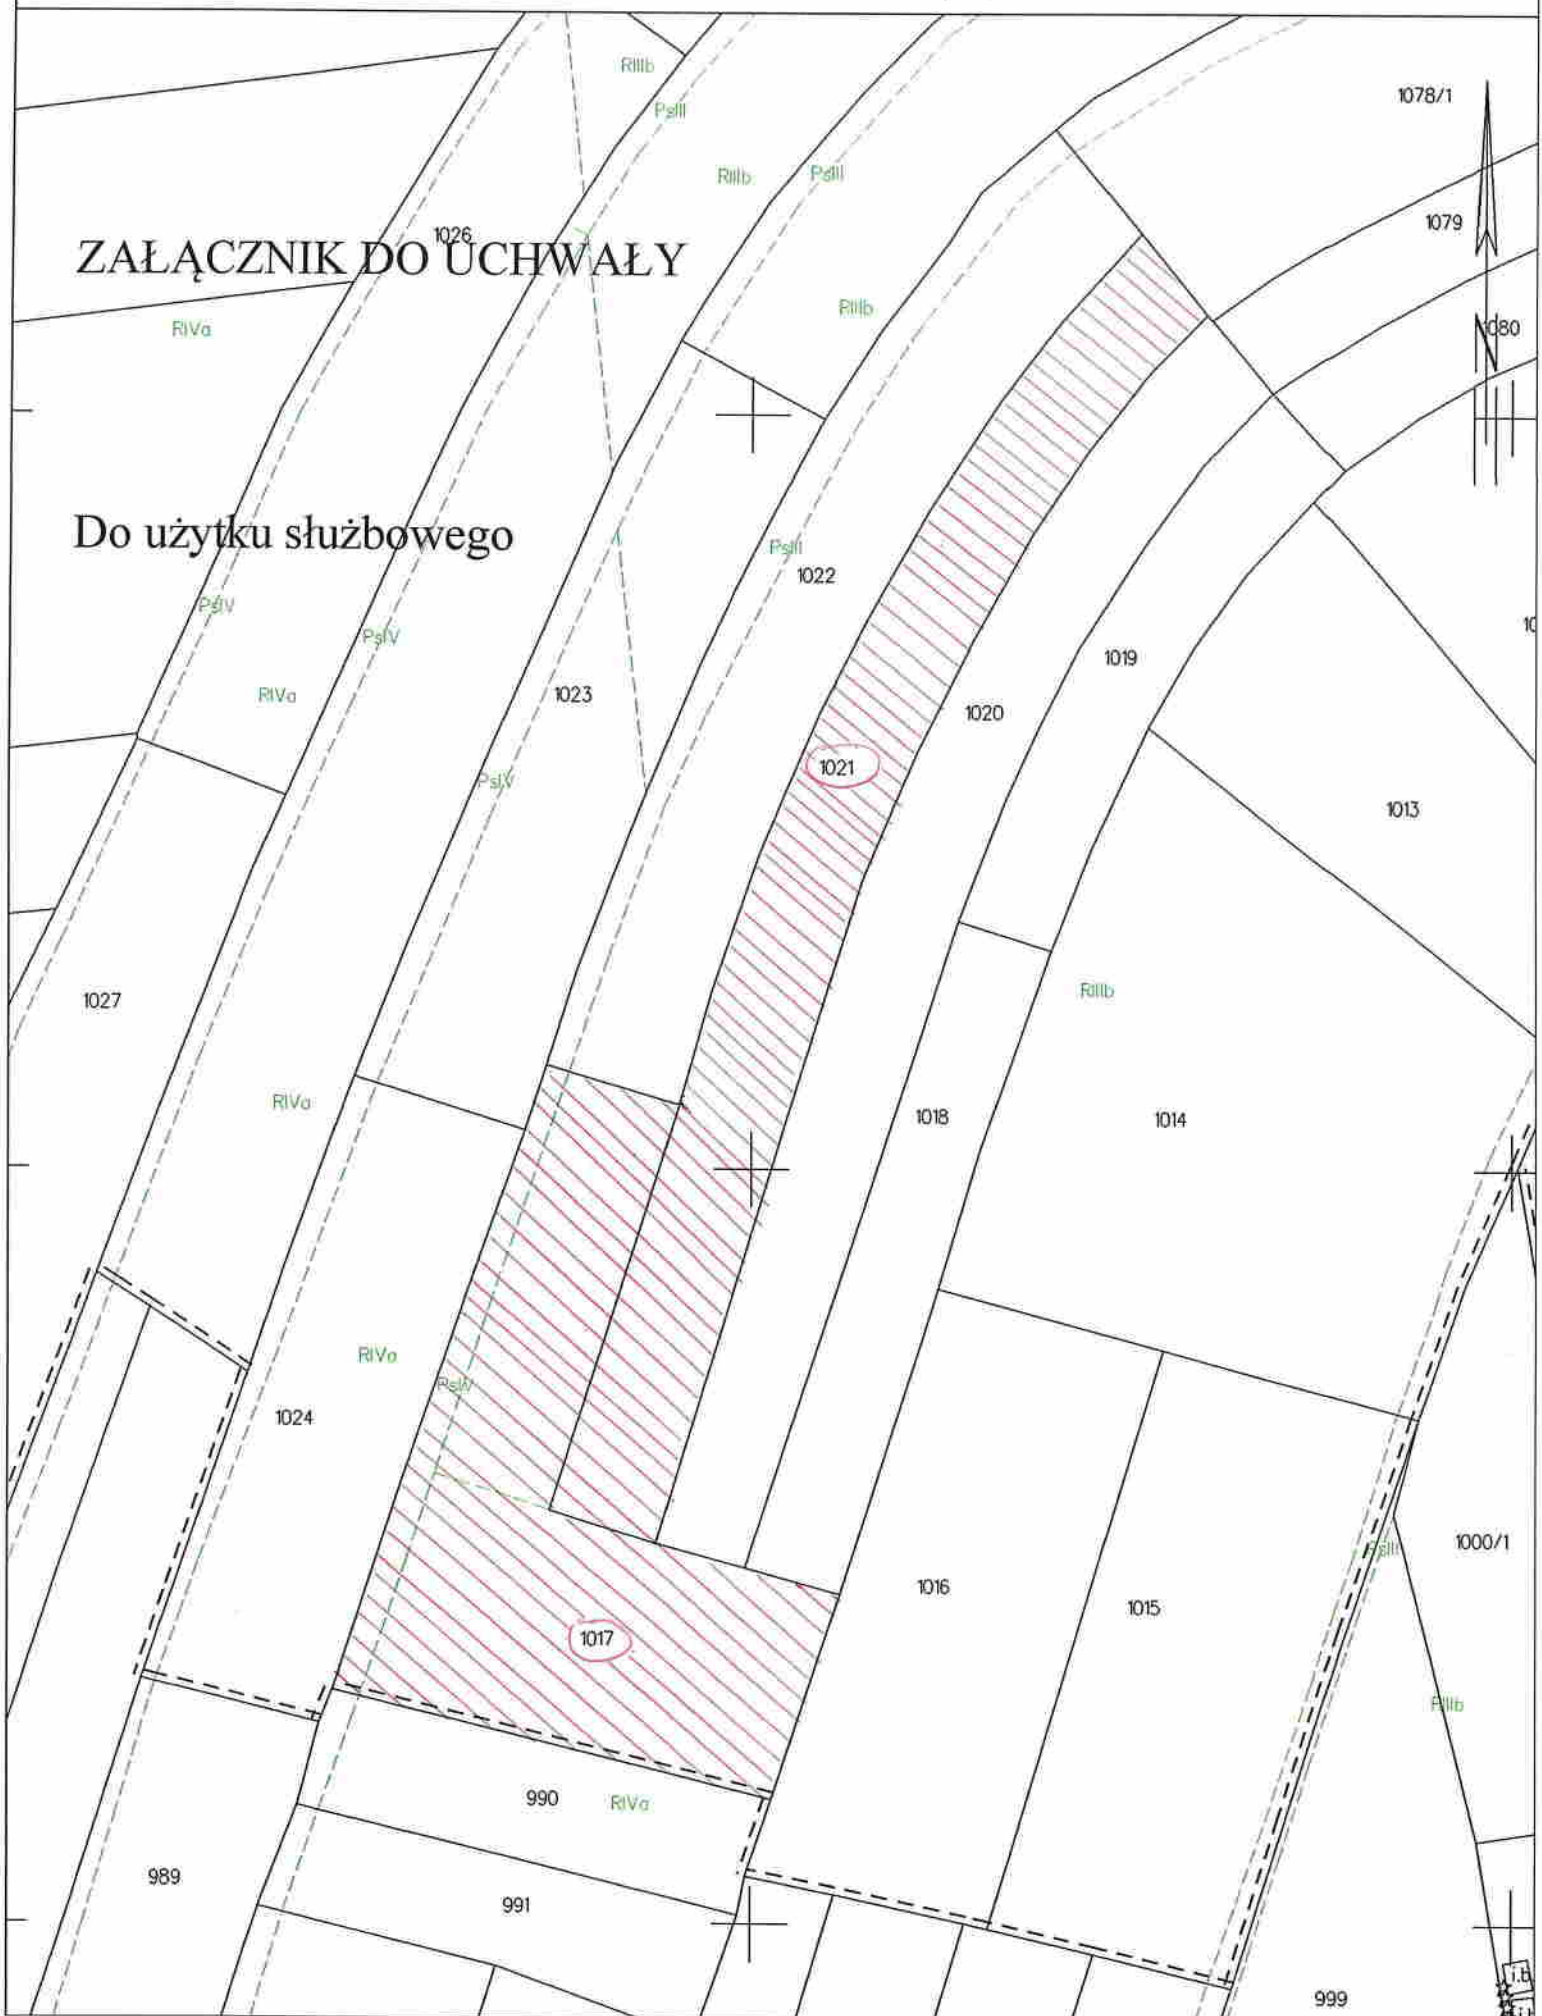 RIIIb
1078/1
PsIII
RIIIb
PsIII
1079
1026
ZAŁĄCZNIK DO UCHWAŁY
RIIIb
RIVa
1080
N
Do użytku służbowego
PsIII
1022
PsIV
PsIV
1019
RIVa
1023
1020
1021
PsIV
1013
RIIIb
1027
RIVa
1018
1014
RIVa
PsIV
1024
1000/1
PsIII
1016
1015
1017
RIIIb
990
RIVa
989
991
i.b
999